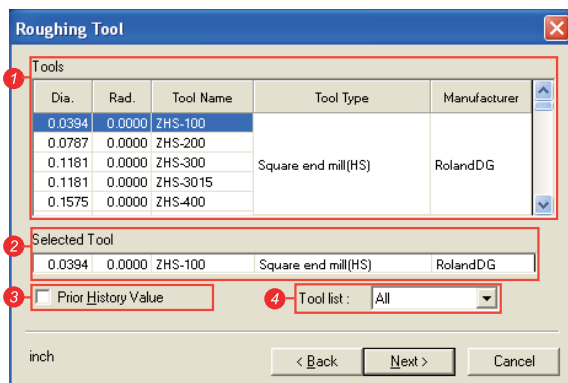 Roughing Tool
1
Tools
Dia. Rad. Tool Name Tool Type Manufacturer
0.0394 0.0000 ZHS-100
0.0787 0.0000 ZHS-200
0.1181 0.0000 ZHS-300 Square end mill(HS) RolandDG
0.1181 0.0000 ZHS-3015
0.1575 0.0000 ZHS-400
2
Selected Tool
0.0394 0.0000 ZHS-100 Square end mill(HS) RolandDG
3 Prior History Value 4 Tool list : All
inch < Back Next > Cancel